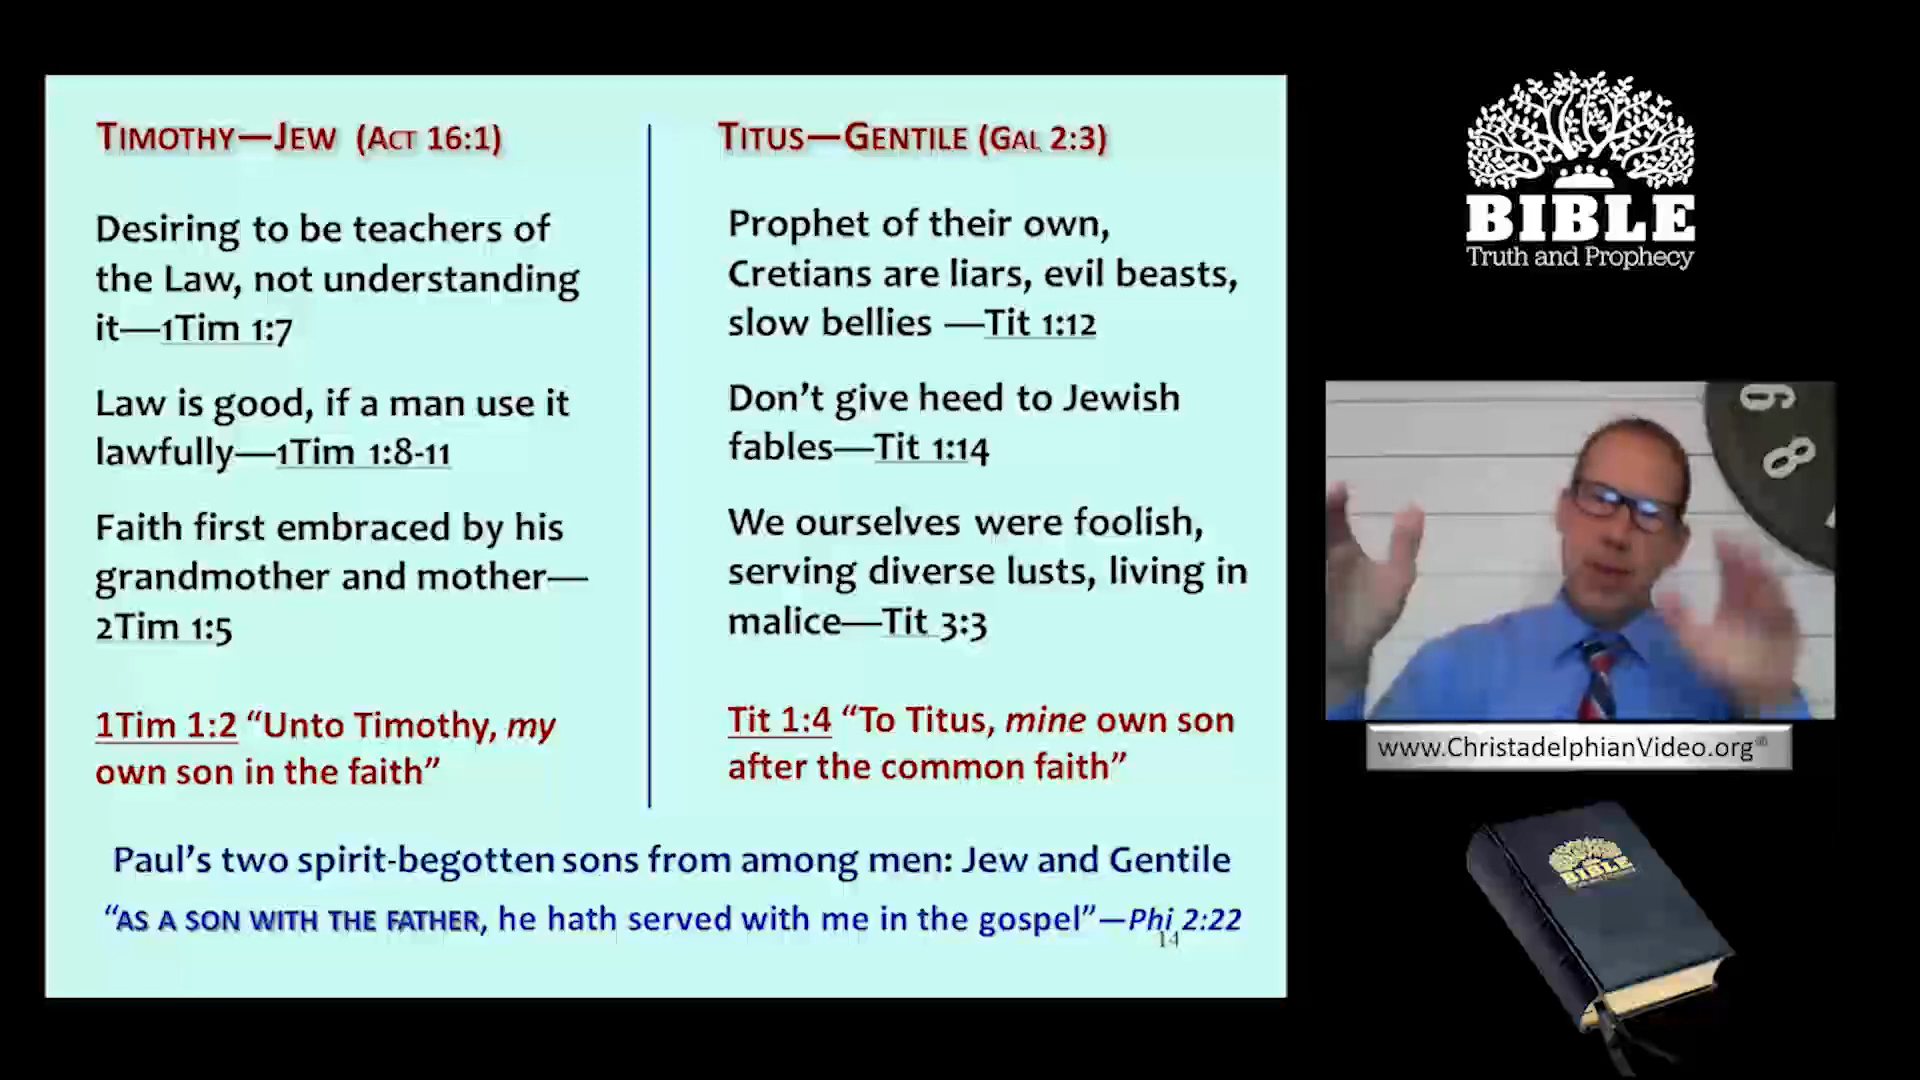 TIMOTHY—JEW (ACT 16:1)
Desiring to be teachers of
the Law, not understanding
it—1Tim 1:7
Law is good, if a man use it
lawfully—1Tim 1:8-11
Faith first embraced by his
grandmother and mother—
2Tim 1:5
1Tim 1:2 “Unto Timothy, my
own son in the faith”
TITUS—GENTILE (GAL 2:3)
Prophet of their own,
Cretians are liars, evil beasts,
slow bellies —Tit 1:12
Don’t give heed to Jewish
fables—Tit 1:14
We ourselves were foolish,
serving diverse lusts, living in
malice—Tit 3:3
Tit 1:4 “To Titus, mine own son
after the common faith”
Paul’s two spirit-begotten sons from among men: Jew and Gentile
“AS A SON WITH THE FATHER, he hath served with me in the gospel”—Phi 2:22
14
BIBLE
Truth and Prophecy
6
8
www.ChristadelphianVideo.org
BIBLE